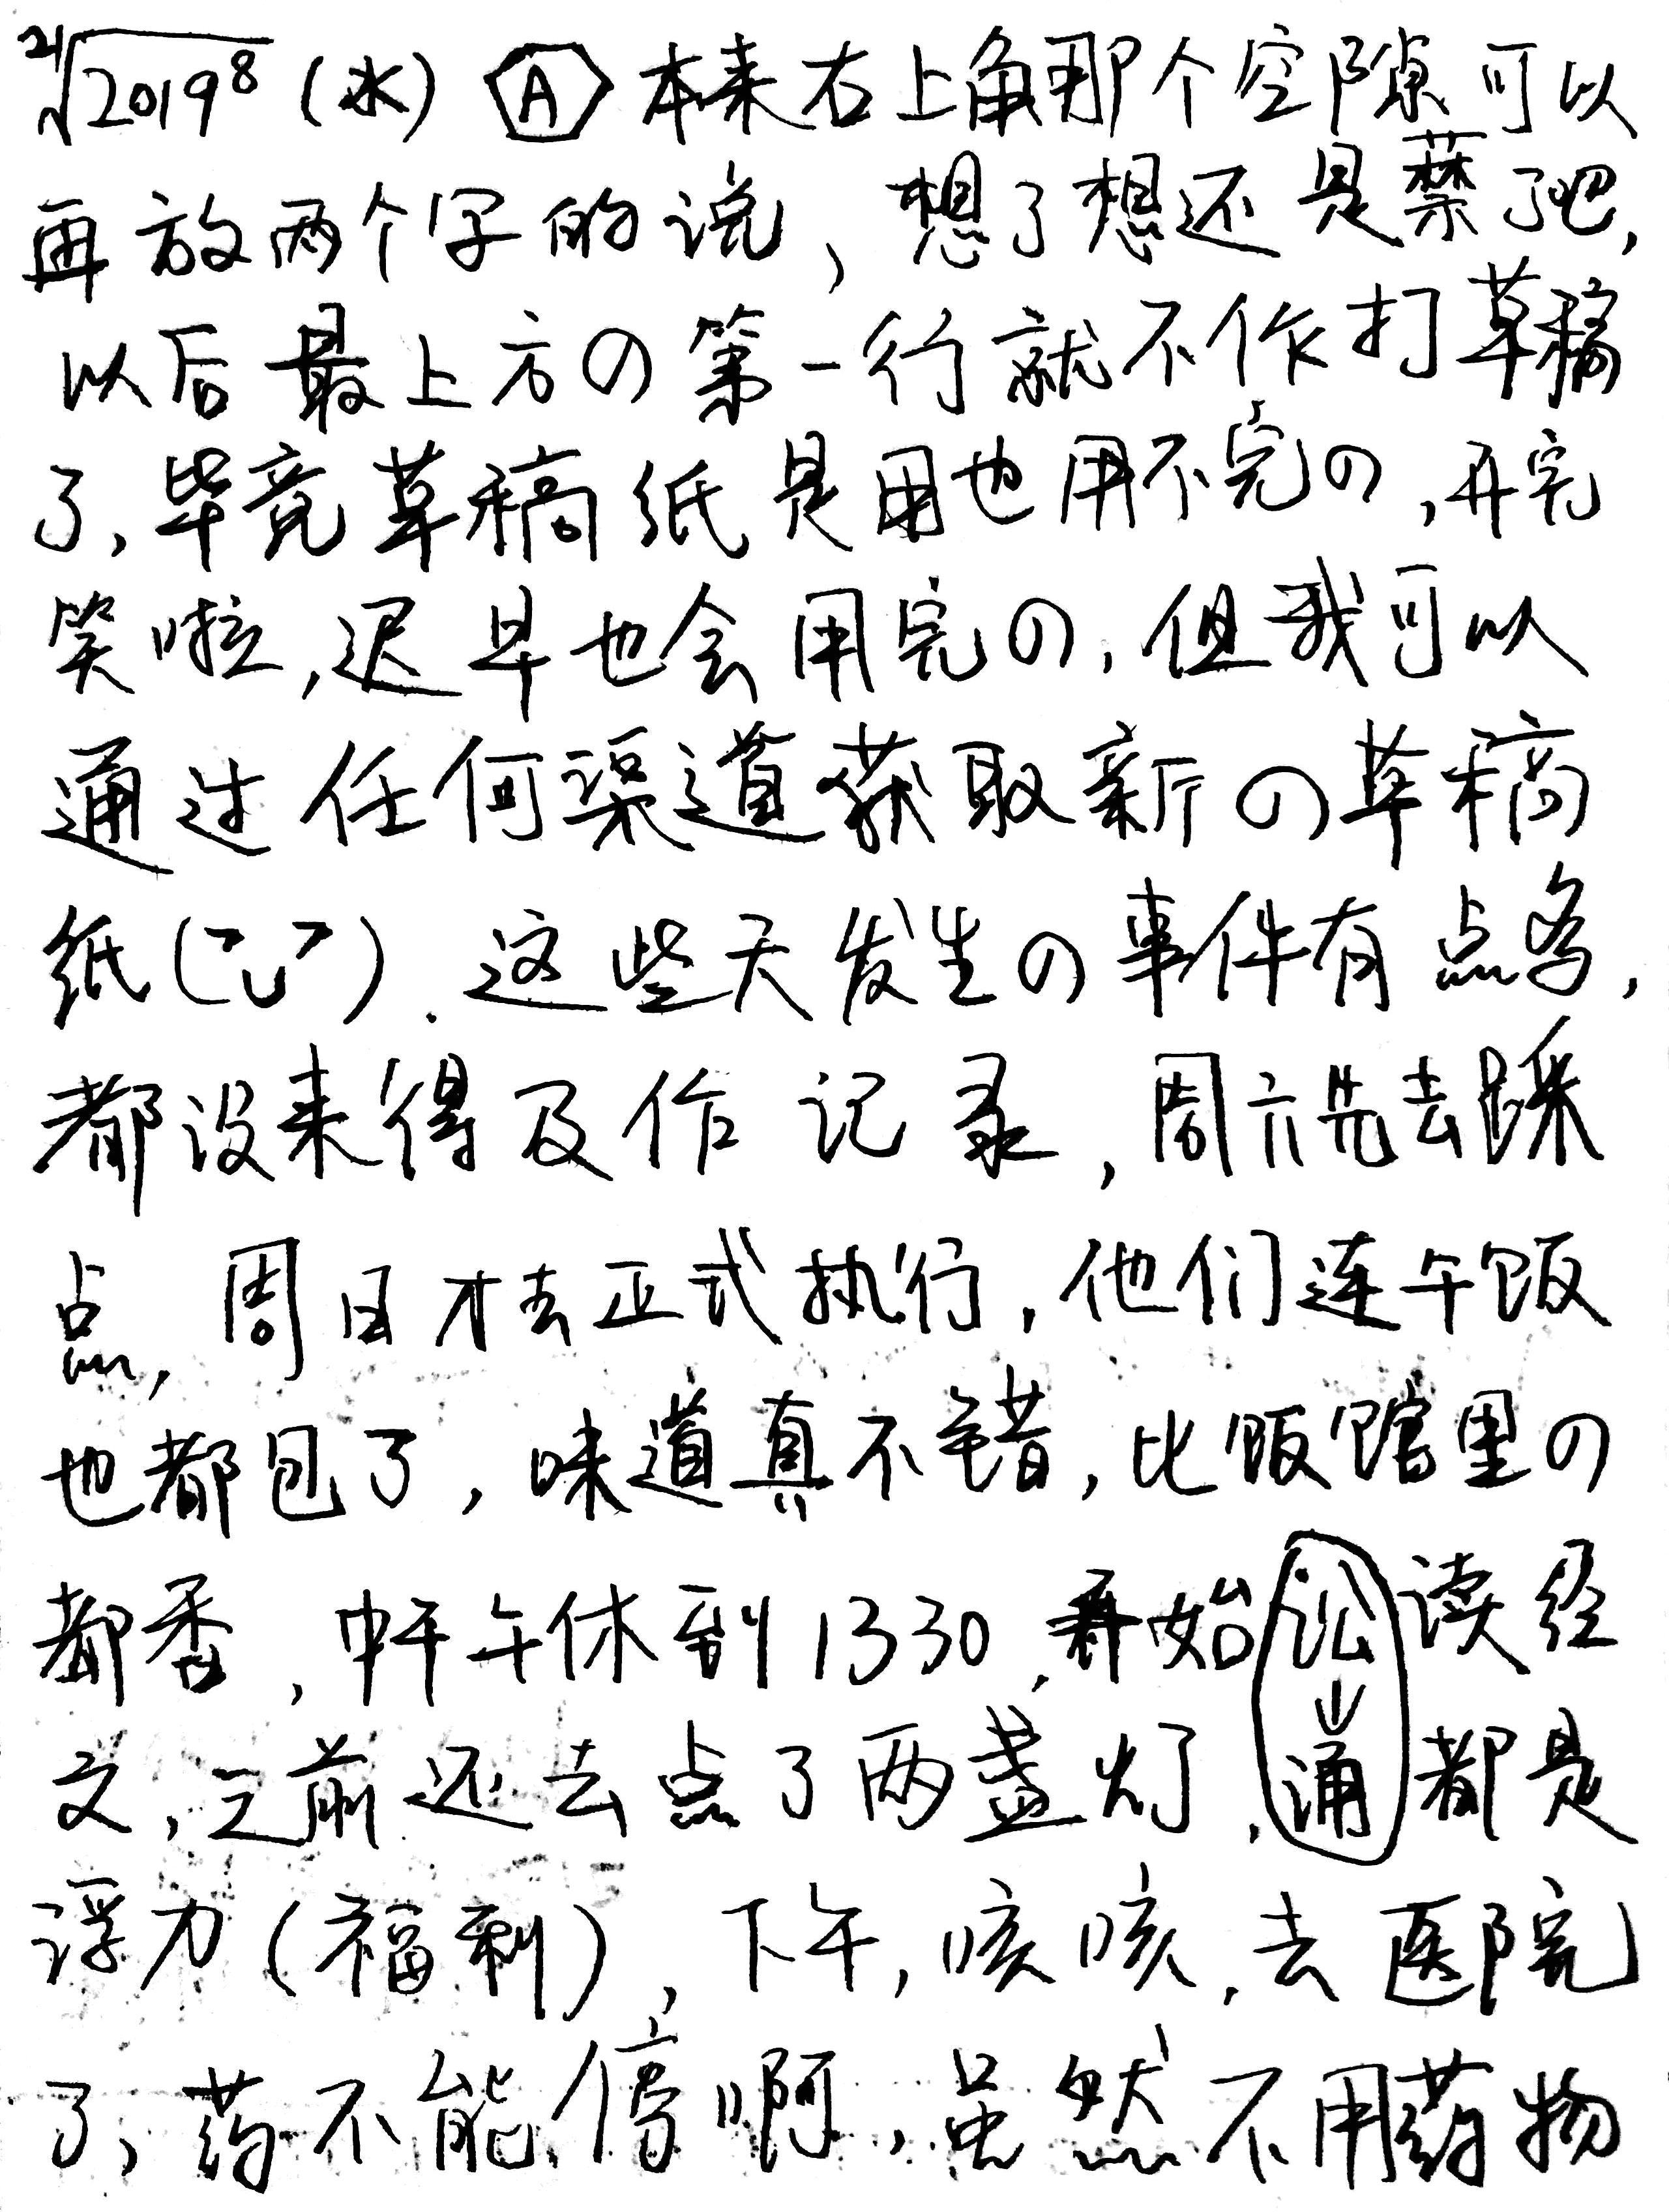 ²¹√2019⁸ (水) Ⓐ 本来右上角那个空隙可以
再放两个字的说，想了想还是禁了吧，
以后最上方の第一行就不作打草稿
了，毕竟草稿纸是用也用不完の，开完
笑啦，迟早也会用完の，但我可以
通过任何渠道获取新の草稿
纸( ) . 这些天发生の事件有点多，
都没来得及作记录，周六先去踩
点，周日才去正式执行，他们连午饭
也都包了，味道真不错，比饭馆里の
都香，中午午休到1330，开始讼读经
文，之前还去点了两盏灯，诵都是
浮力(福利)，下午，咳咳，去医院
了，药不能停啊，虽然不用药物